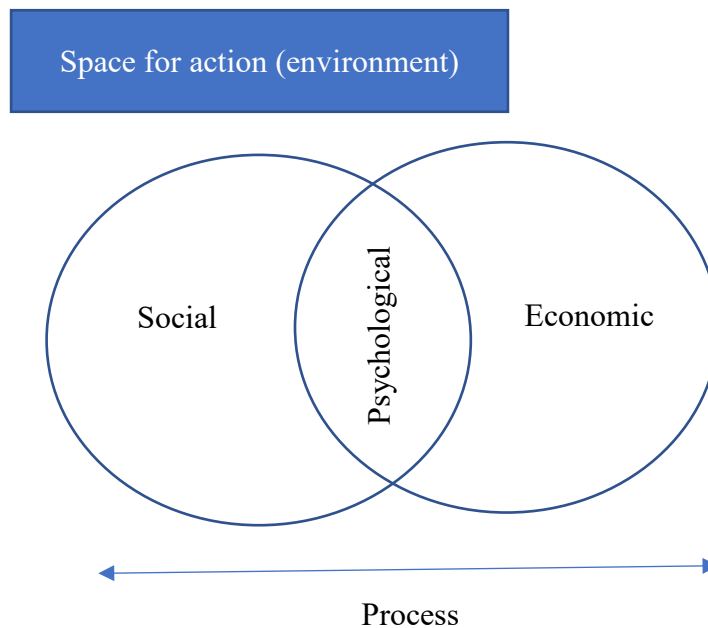 Space for action (environment)
Social
Psychological
Economic
Process